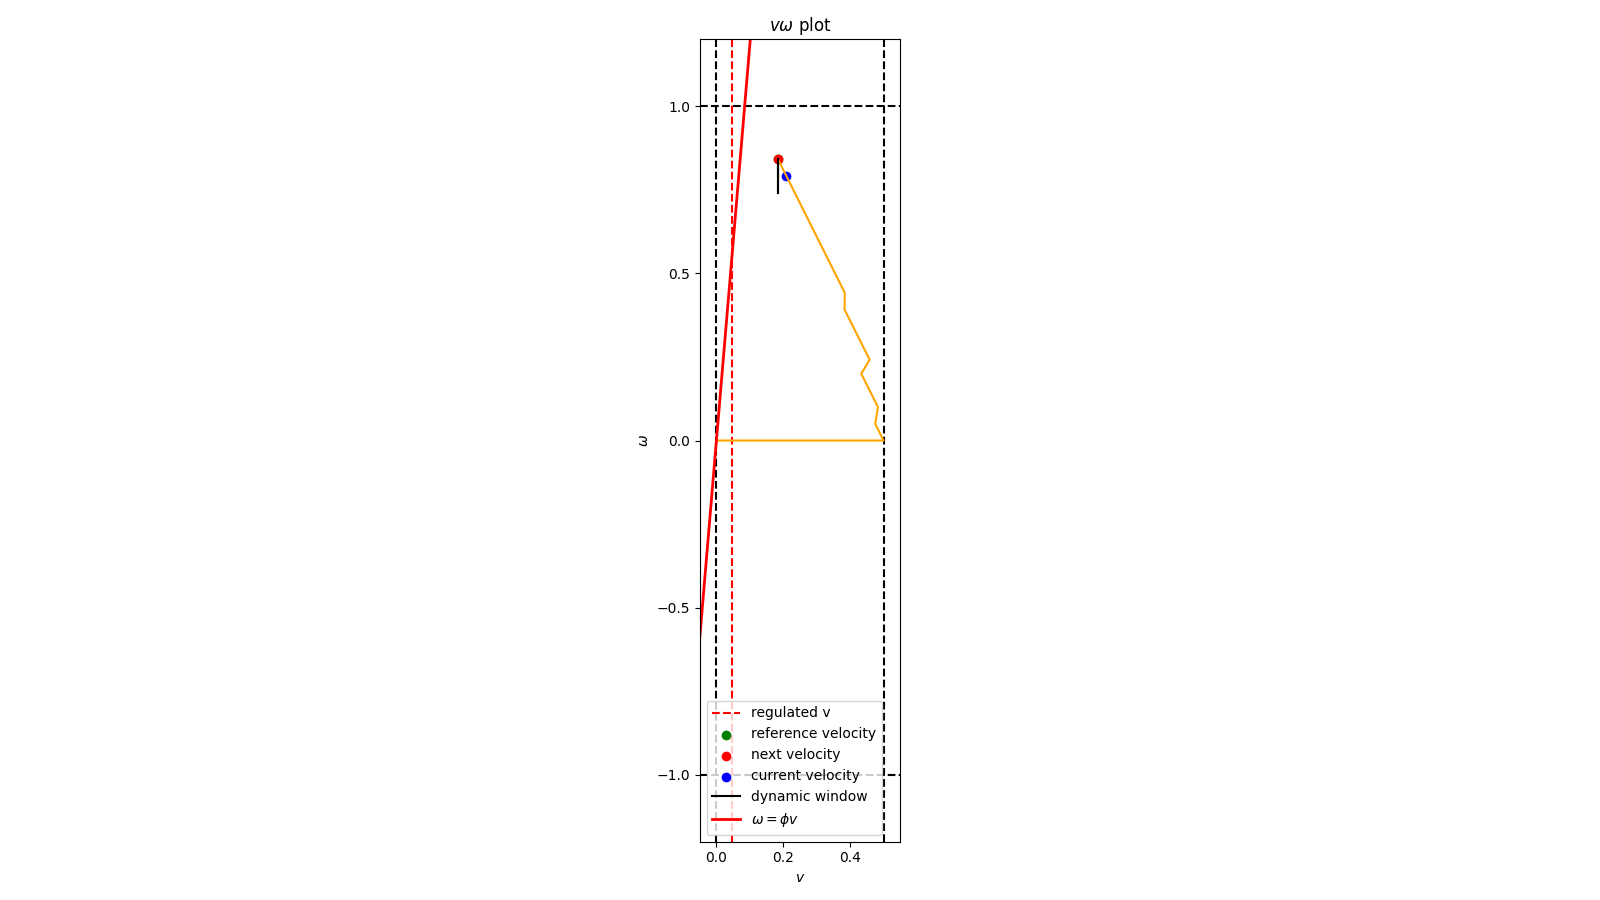 vω plot
1.0
0.5
0.0
−0.5
−1.0
ω
regulated v
reference velocity
next velocity
current velocity
dynamic window
ω = ϕv
0.0 0.2 0.4
v